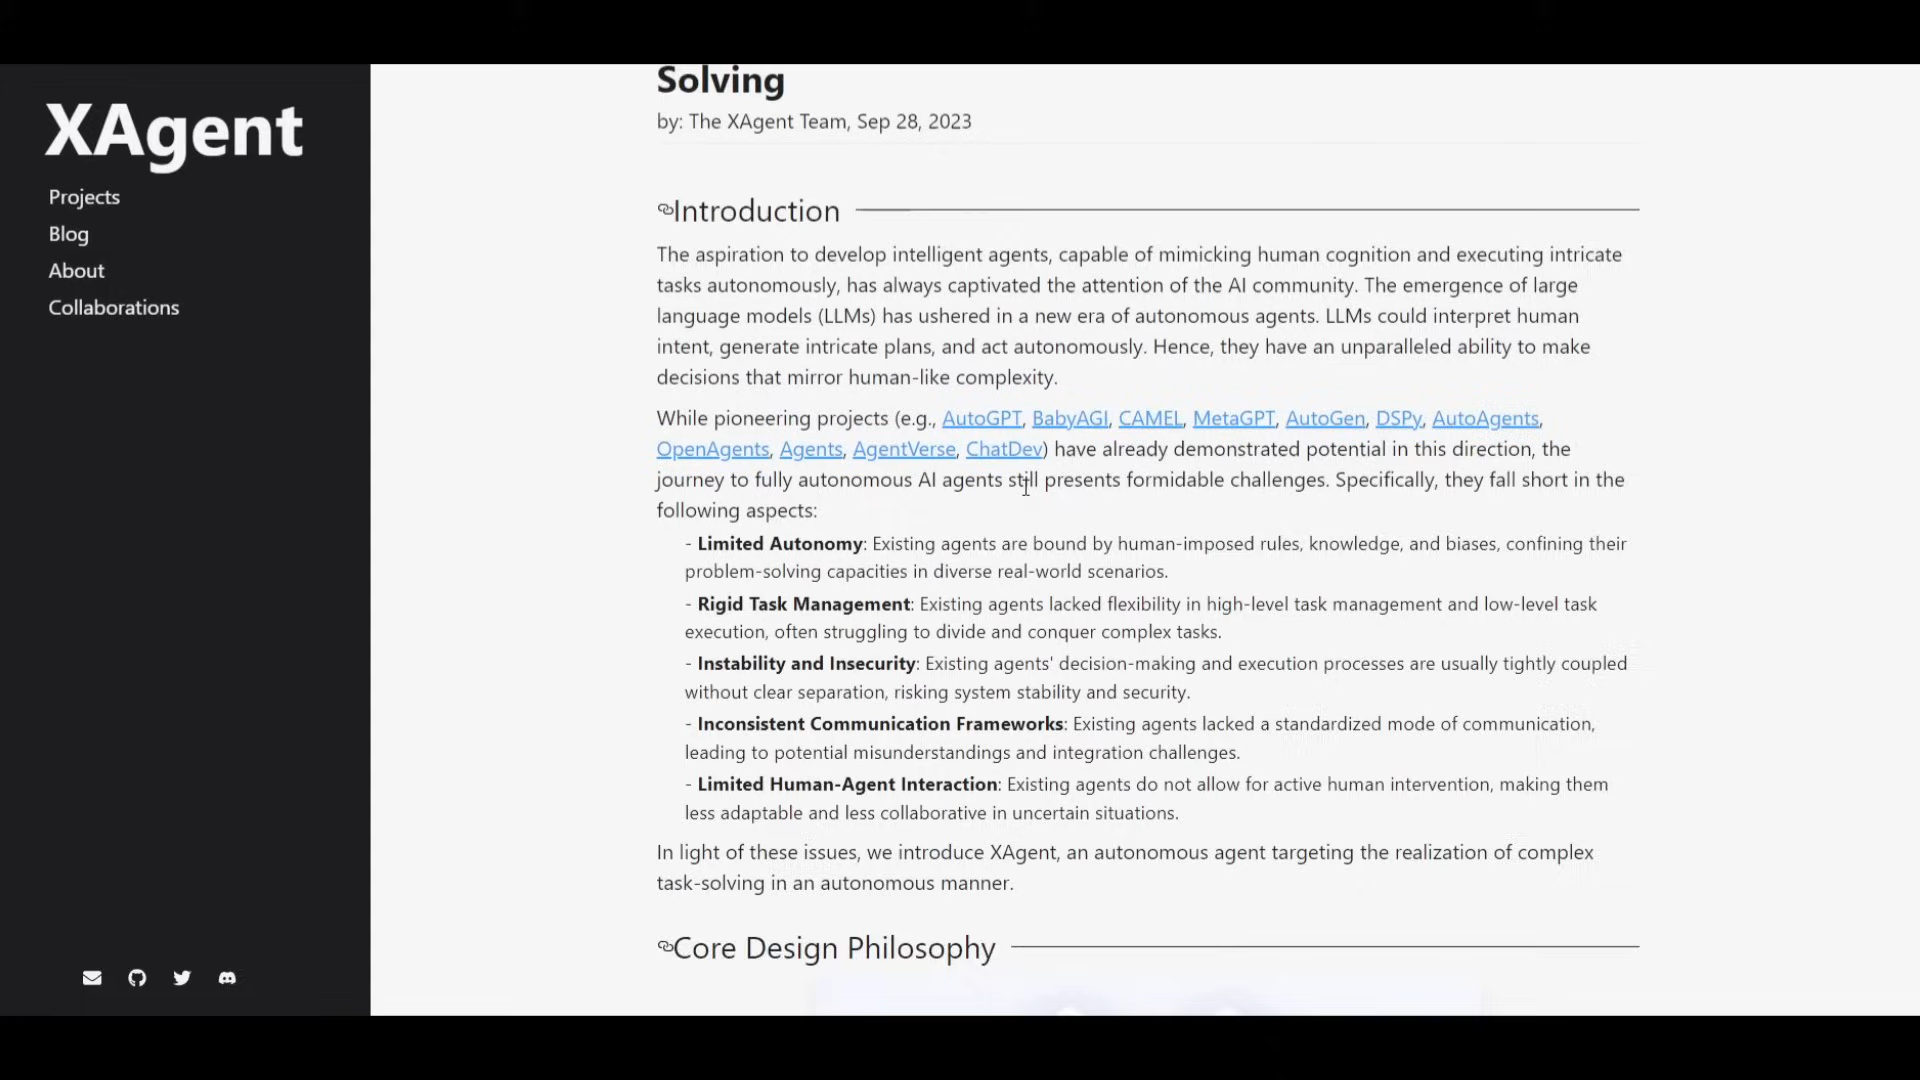 XAgent
Projects
Blog
About
Collaborations
Solving
by: The XAgent Team, Sep 28, 2023
Introduction
The aspiration to develop intelligent agents, capable of mimicking human cognition and executing intricate
tasks autonomously, has always captivated the attention of the AI community. The emergence of large
language models (LLMs) has ushered in a new era of autonomous agents. LLMs could interpret human
intent, generate intricate plans, and act autonomously. Hence, they have an unparalleled ability to make
decisions that mirror human-like complexity.
While pioneering projects (e.g., AutoGPT, BabyAGI, CAMEL, MetaGPT, AutoGen, DSPy, AutoAgents,
OpenAgents, Agents, AgentVerse, ChatDev) have already demonstrated potential in this direction, the
journey to fully autonomous AI agents still presents formidable challenges. Specifically, they fall short in the
following aspects:
- Limited Autonomy: Existing agents are bound by human-imposed rules, knowledge, and biases, confining their
problem-solving capacities in diverse real-world scenarios.
- Rigid Task Management: Existing agents lacked flexibility in high-level task management and low-level task
execution, often struggling to divide and conquer complex tasks.
- Instability and Insecurity: Existing agents' decision-making and execution processes are usually tightly coupled
without clear separation, risking system stability and security.
- Inconsistent Communication Frameworks: Existing agents lacked a standardized mode of communication,
leading to potential misunderstandings and integration challenges.
- Limited Human-Agent Interaction: Existing agents do not allow for active human intervention, making them
less adaptable and less collaborative in uncertain situations.
In light of these issues, we introduce XAgent, an autonomous agent targeting the realization of complex
task-solving in an autonomous manner.
Core Design Philosophy